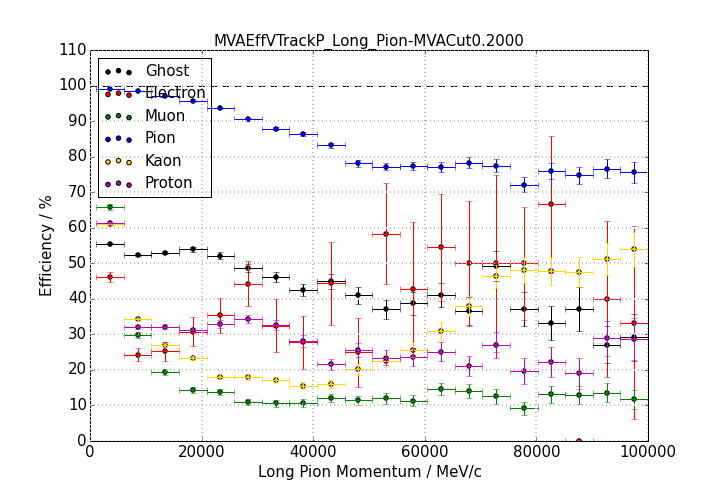 MVAEffVTrackP_Long_Pion-MVACut0.2000
110
100
90
80
70
60
50
40
30
20
10
0
Efficiency / %
Ghost
Electron
Muon
Pion
Kaon
Proton
0 20000 40000 60000 80000 100000
Long Pion Momentum / MeV/c